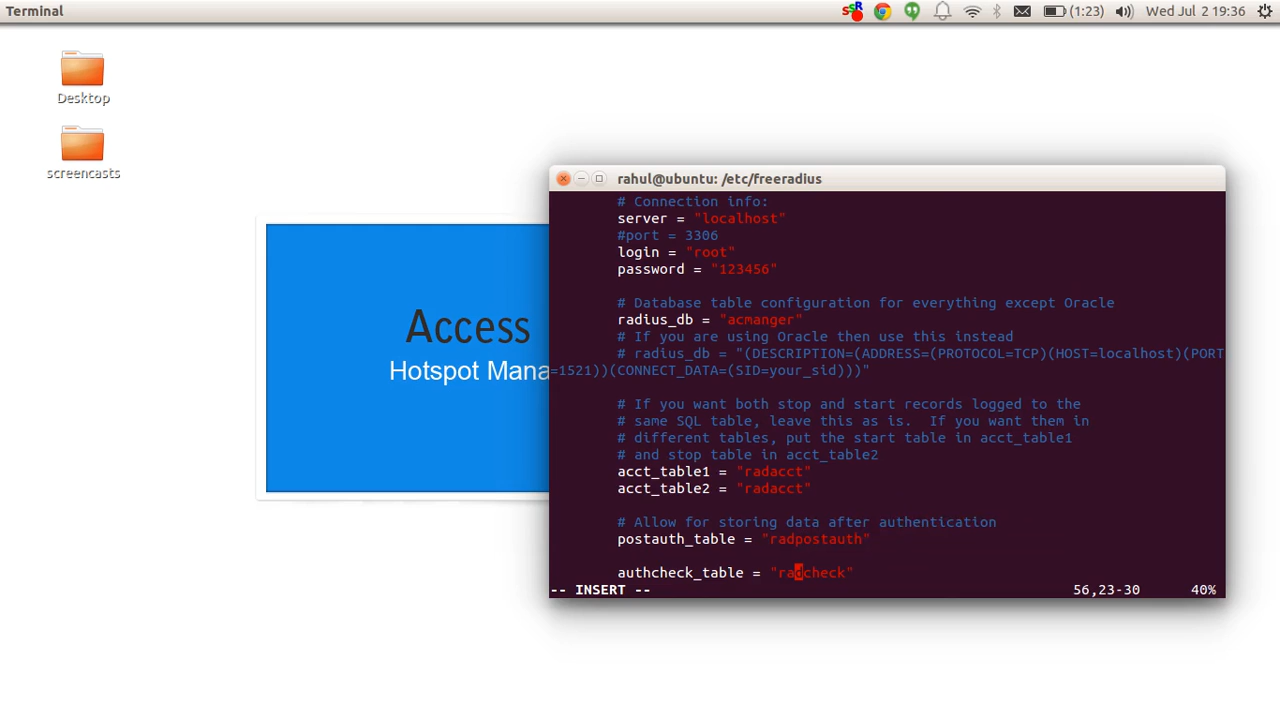 Terminal
(1:23)
Wed Jul 2 19:36
Desktop
screencasts
Access
Hotspot Mana
rahul@ubuntu: /etc/freeradius
# Connection info:
server = "localhost"
#port = 3306
login = "root"
password = "123456"
# Database table configuration for everything except Oracle
radius_db = "acmanger"
# If you are using Oracle then use this instead
# radius_db = "(DESCRIPTION=(ADDRESS=(PROTOCOL=TCP)(HOST=localhost)(PORT
=1521))(CONNECT_DATA=(SID=your_sid)))"
# If you want both stop and start records logged to the
# same SQL table, leave this as is.  If you want them in
# different tables, put the start table in acct_table1
# and stop table in acct_table2
acct_table1 = "radacct"
acct_table2 = "radacct"
# Allow for storing data after authentication
postauth_table = "radpostauth"
authcheck_table = "radcheck"
-- INSERT --
56,23-30
40%